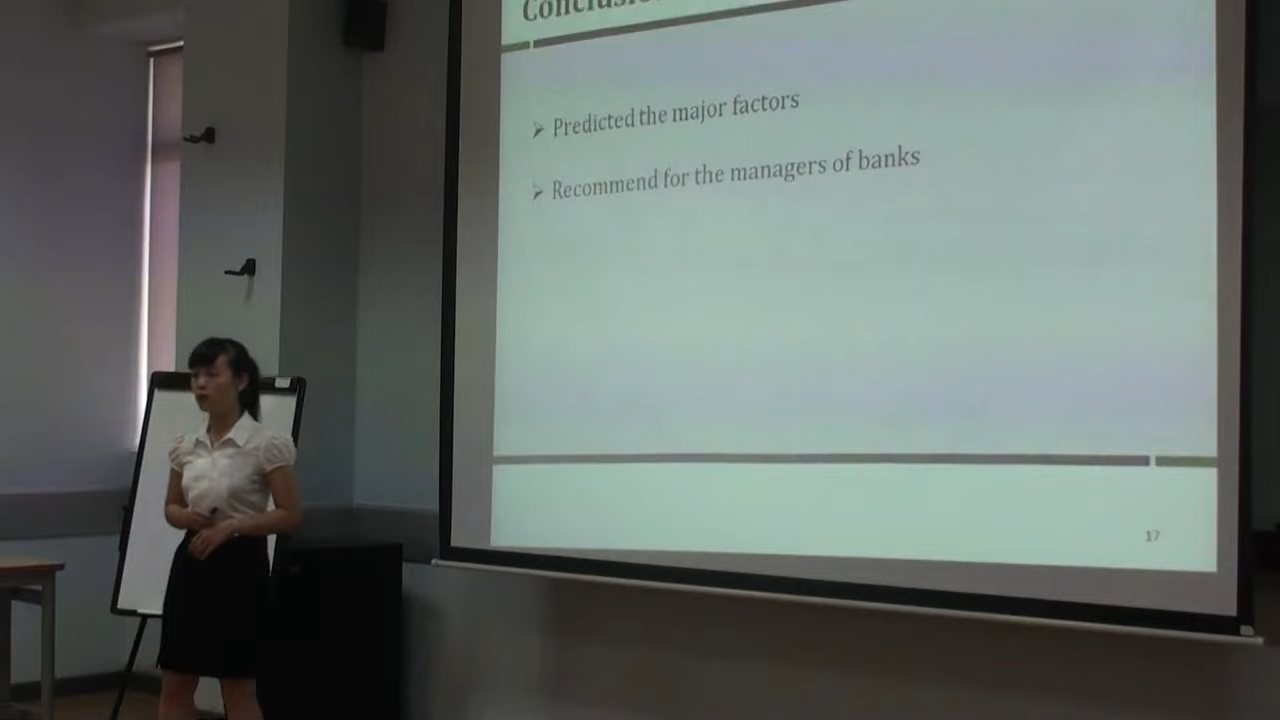 Predicted the major factors
Recommend for the managers of banks
17